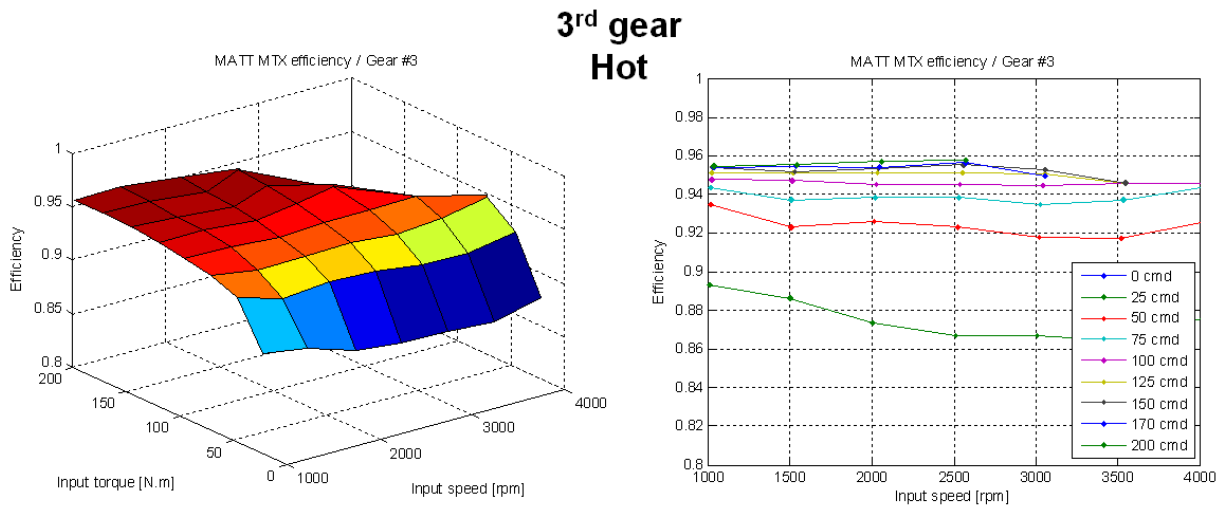 3rd gear
Hot
MATT MTX efficiency / Gear #3
1
0.95
0.9
0.85
0.8
Efficiency
200
150
100
50
0
Input torque [N.m]
1000
2000
3000
4000
Input speed [rpm]
MATT MTX efficiency / Gear #3
1
0.98
0.96
0.94
0.92
0.9
0.88
0.86
0.84
0.82
0.8
Efficiency
1000 1500 2000 2500 3000 3500 4000
Input speed [rpm]
0 cmd
25 cmd
50 cmd
75 cmd
100 cmd
125 cmd
150 cmd
170 cmd
200 cmd